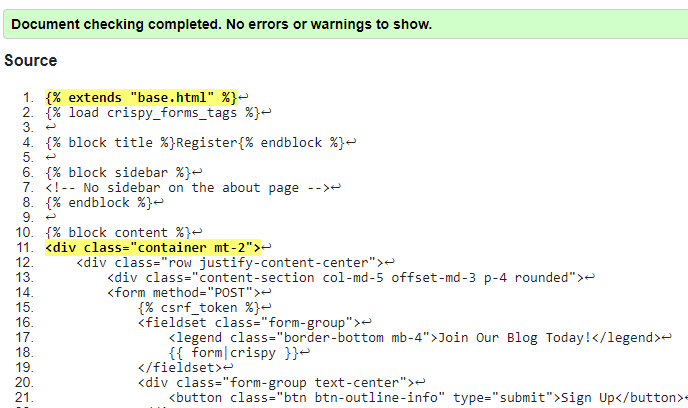 Document checking completed. No errors or warnings to show.
Source
1. {% extends "base.html" %}↩
2. {% load crispy_forms_tags %}↩
3. ↩
4. {% block title %}Register{% endblock %}↩
5. ↩
6. {% block sidebar %}↩
7. <!-- No sidebar on the about page -->↩
8. {% endblock %}↩
9. ↩
10. {% block content %}↩
11. <div class="container mt-2">↩
12. <div class="row justify-content-center">↩
13. <div class="content-section col-md-5 offset-md-3 p-4 rounded">↩
14. <form method="POST">↩
15. {% csrf_token %}↩
16. <fieldset class="form-group">↩
17. <legend class="border-bottom mb-4">Join Our Blog Today!</legend>↩
18. {{ form|crispy }}↩
19. </fieldset>↩
20. <div class="form-group text-center">↩
21. <button class="btn btn-outline-info" type="submit">Sign Up</button>↩